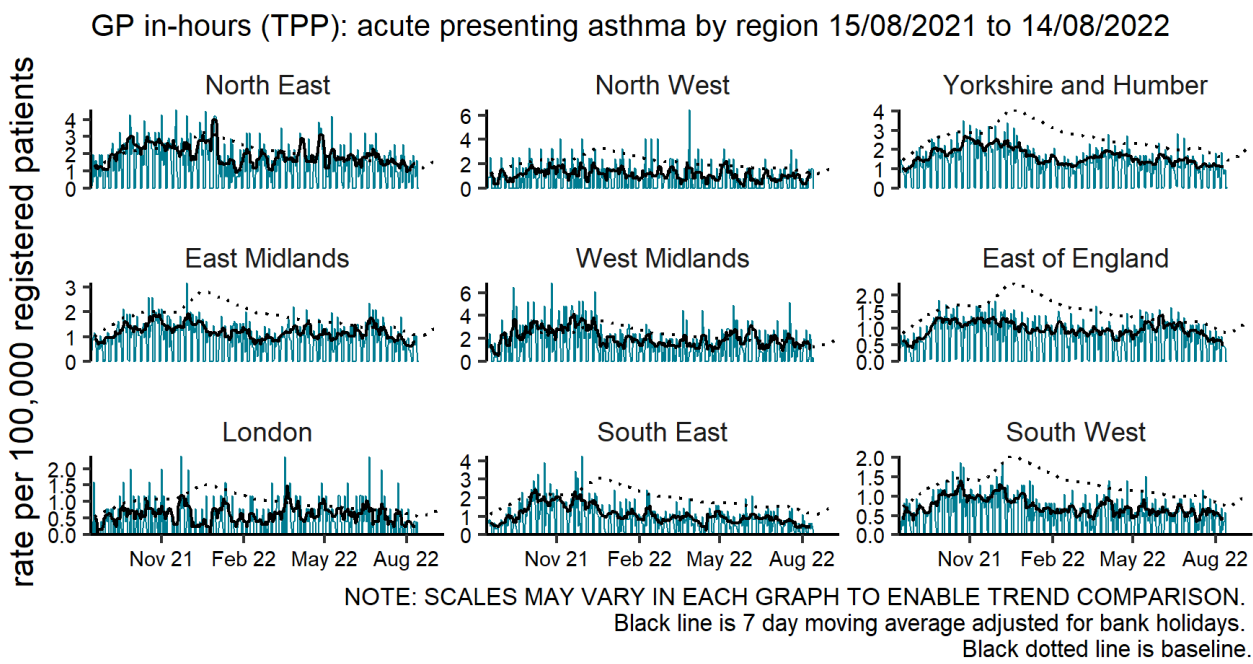 GP in-hours (TPP): acute presenting asthma by region 15/08/2021 to 14/08/2022
rate per 100,000 registered patients
North East
4
3
2
1
0
North West
6
4
2
0
Yorkshire and Humber
4
3
2
1
0
East Midlands
3
2
1
0
West Midlands
6
4
2
0
East of England
2.0
1.5
1.0
0.5
0.0
London
2.0
1.5
1.0
0.5
0.0
South East
4
3
2
1
0
South West
2.0
1.5
1.0
0.5
0.0
Nov 21 Feb 22 May 22 Aug 22
Nov 21 Feb 22 May 22 Aug 22
Nov 21 Feb 22 May 22 Aug 22
NOTE: SCALES MAY VARY IN EACH GRAPH TO ENABLE TREND COMPARISON.
Black line is 7 day moving average adjusted for bank holidays.
Black dotted line is baseline.